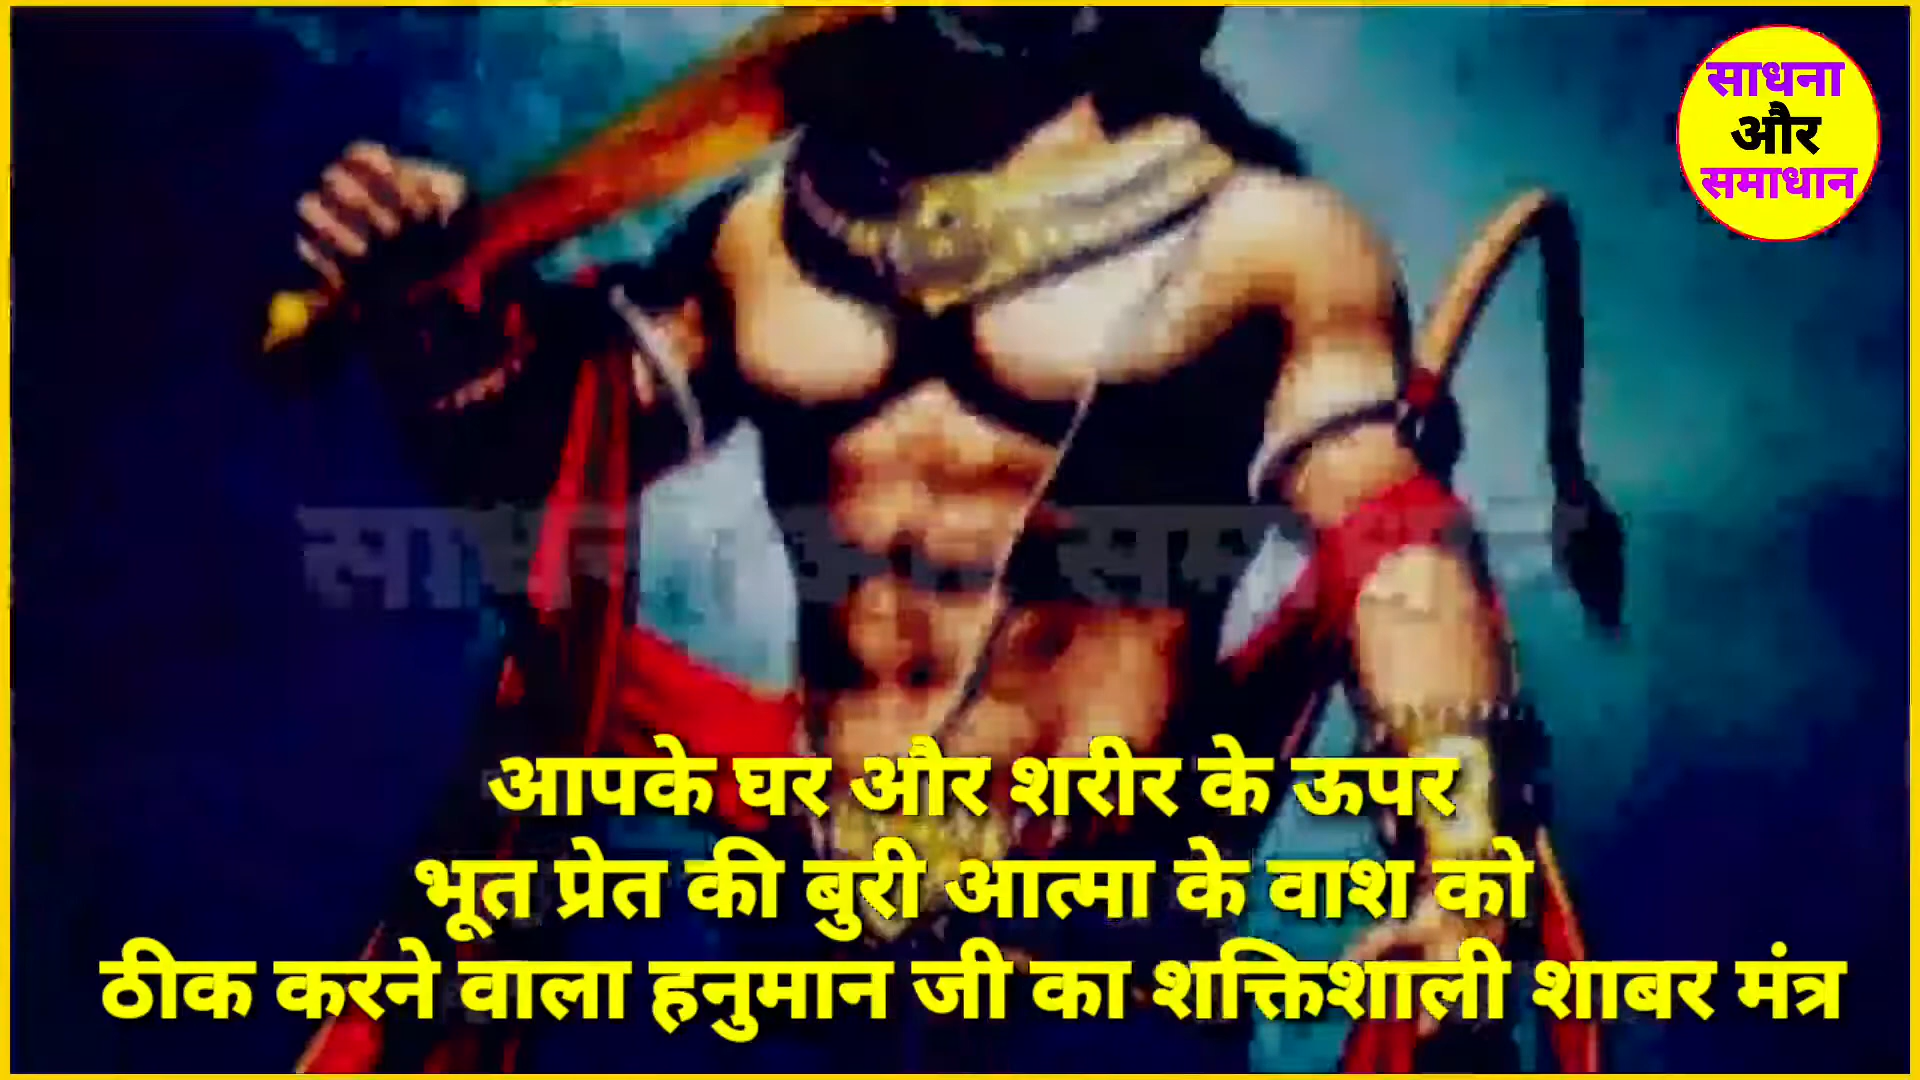 साधना
और
समाधान
आपके घर और शरीर के ऊपर
भूत प्रेत की बुरी आत्मा के वाश को
ठीक करने वाला हनुमान जी का शक्तिशाली शाबर मंत्र